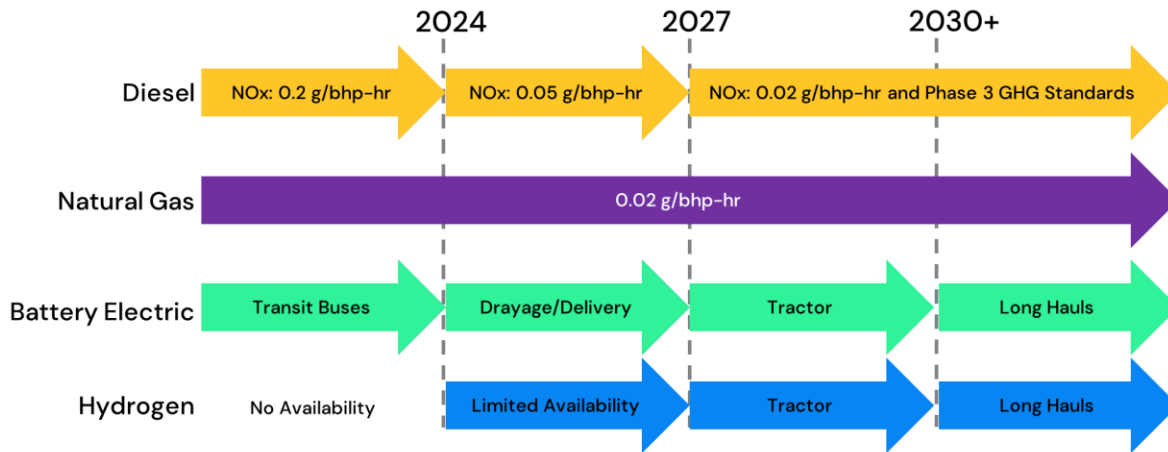 2024 2027 2030+
Diesel NOx: 0.2 g/bhp-hr NOx: 0.05 g/bhp-hr NOx: 0.02 g/bhp-hr and Phase 3 GHG Standards
Natural Gas 0.02 g/bhp-hr
Battery Electric Transit Buses Drayage/Delivery Tractor Long Hauls
Hydrogen No Availability Limited Availability Tractor Long Hauls